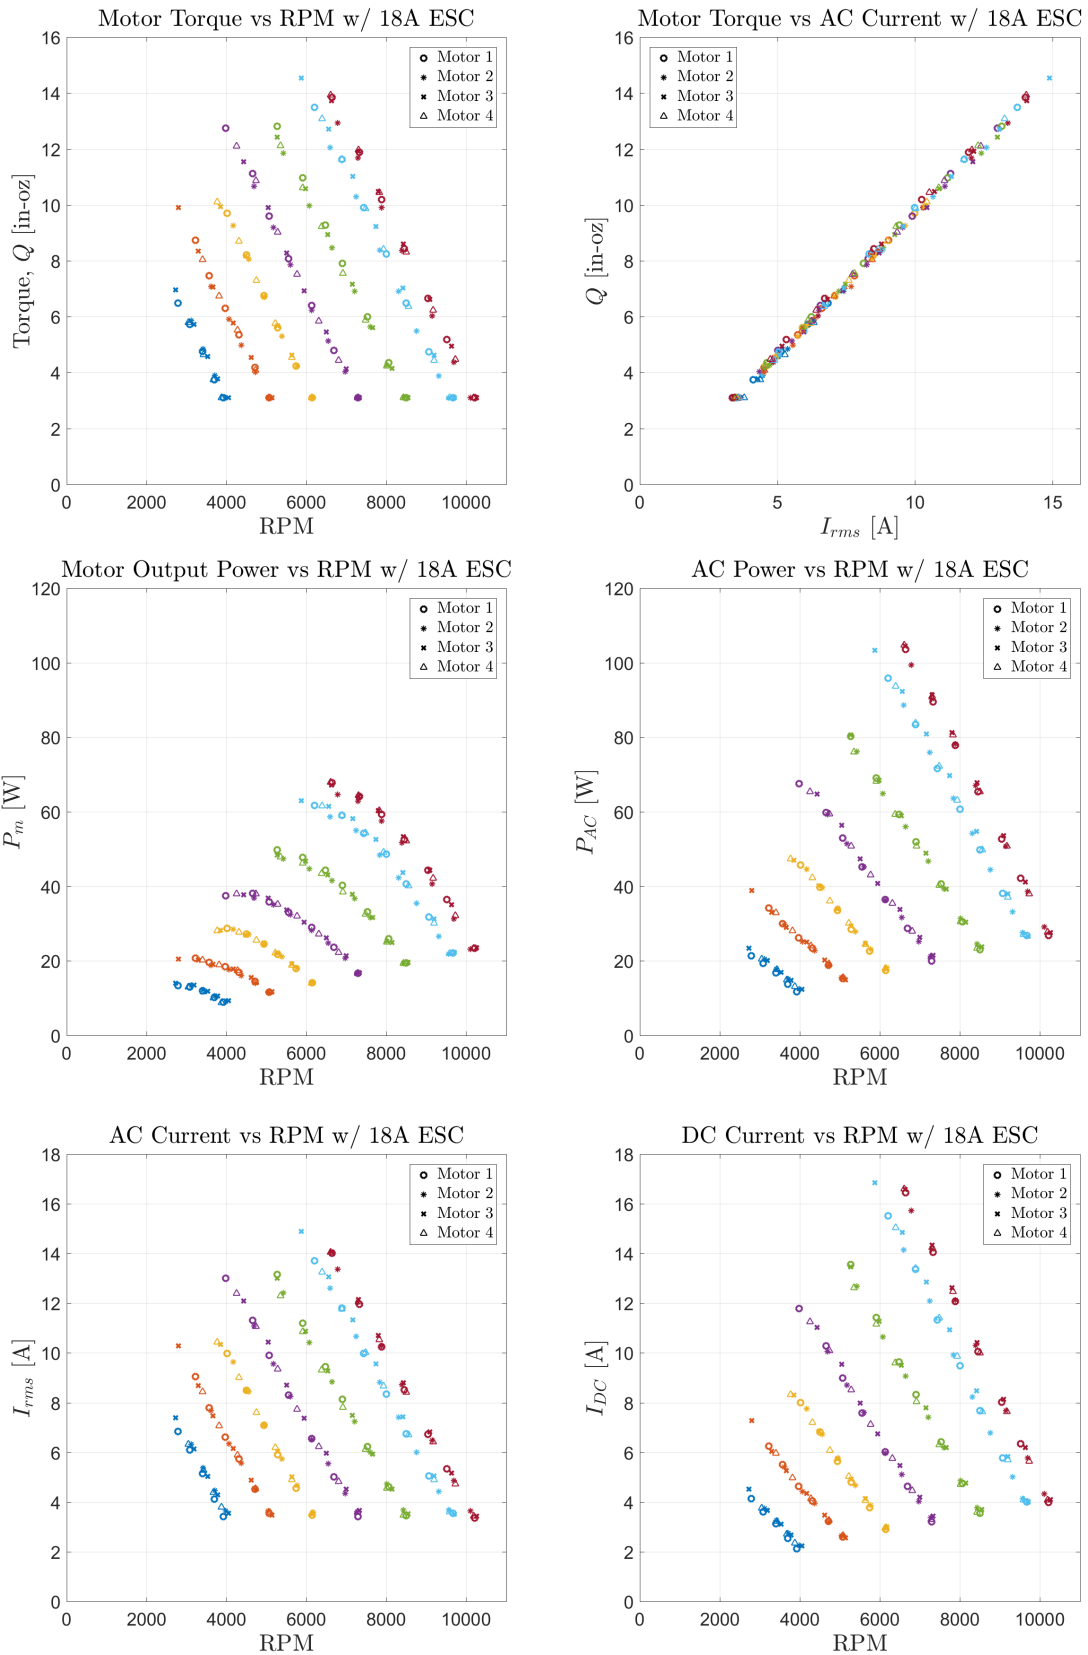 Motor Torque vs RPM w/ 18A ESC
16
14
12
10
8
6
4
2
0
Torque, Q [in-oz]
0 2000 4000 6000 8000 10000
RPM
Motor 1
Motor 2
Motor 3
Motor 4
Motor Torque vs AC Current w/ 18A ESC
16
14
12
10
8
6
4
2
0
Q [in-oz]
0 5 10 15
I_rms [A]
Motor 1
Motor 2
Motor 3
Motor 4
Motor Output Power vs RPM w/ 18A ESC
120
100
80
60
40
20
0
P_m [W]
0 2000 4000 6000 8000 10000
RPM
Motor 1
Motor 2
Motor 3
Motor 4
AC Power vs RPM w/ 18A ESC
120
100
80
60
40
20
0
P_AC [W]
0 2000 4000 6000 8000 10000
RPM
Motor 1
Motor 2
Motor 3
Motor 4
AC Current vs RPM w/ 18A ESC
18
16
14
12
10
8
6
4
2
0
I_rms [A]
0 2000 4000 6000 8000 10000
RPM
Motor 1
Motor 2
Motor 3
Motor 4
DC Current vs RPM w/ 18A ESC
18
16
14
12
10
8
6
4
2
0
I_DC [A]
0 2000 4000 6000 8000 10000
RPM
Motor 1
Motor 2
Motor 3
Motor 4